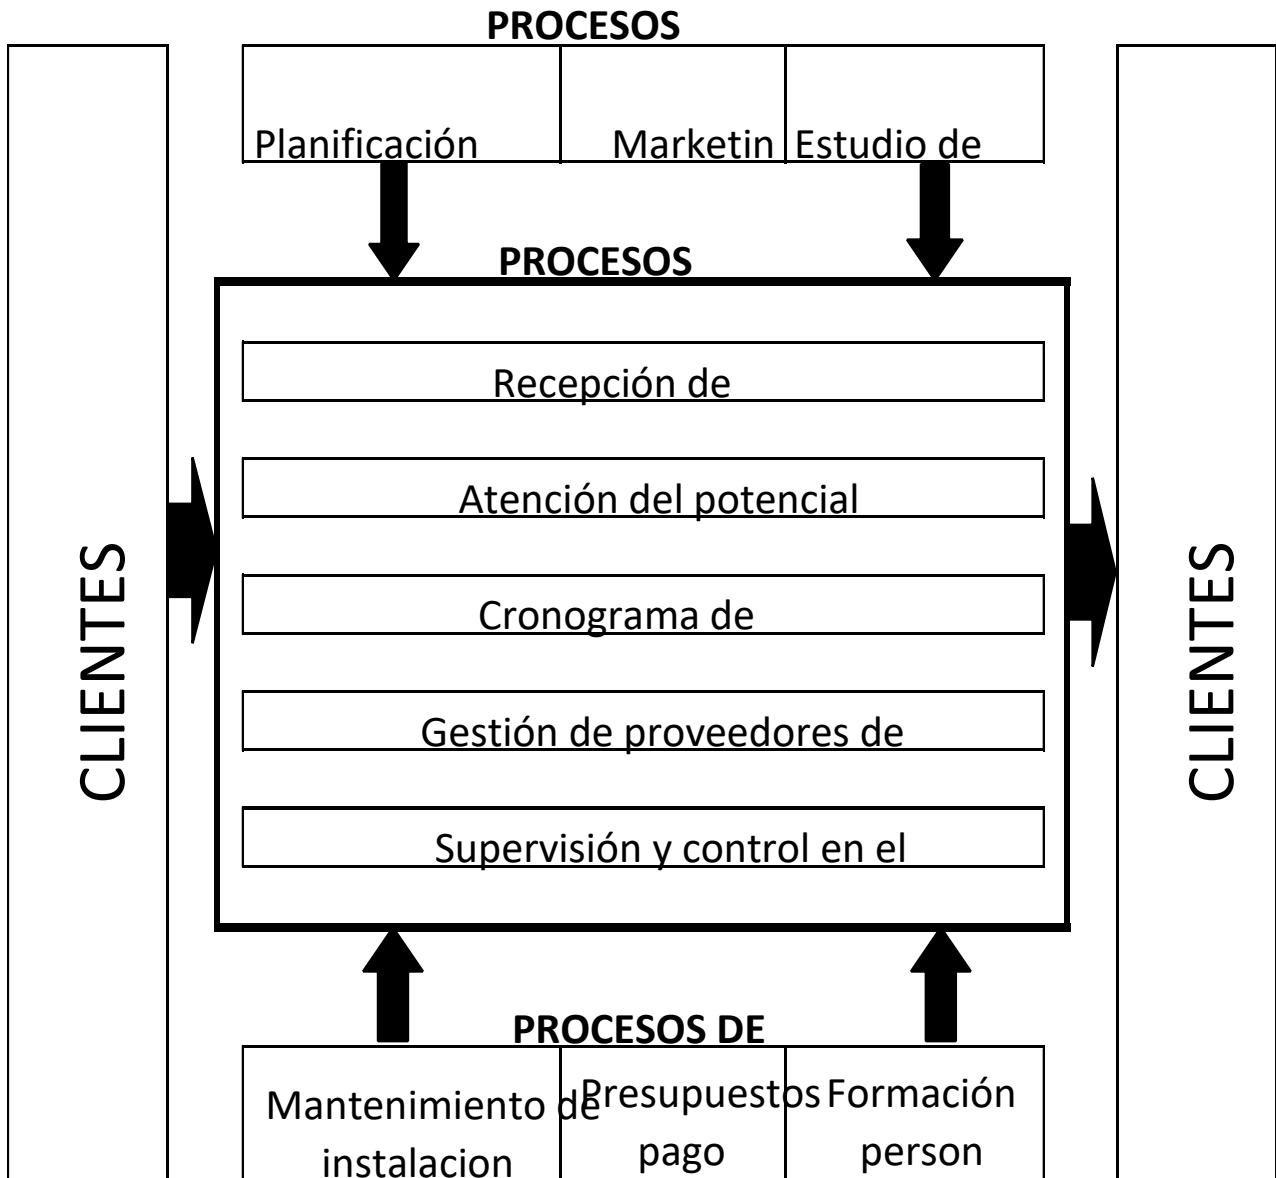 PROCESOS
Planificación
Marketin
Estudio de
PROCESOS
Recepción de
Atención del potencial
Cronograma de
Gestión de proveedores de
Supervisión y control en el
CLIENTES
CLIENTES
PROCESOS DE
Mantenimiento de
instalacion
Presupuestos
pago
Formación
person